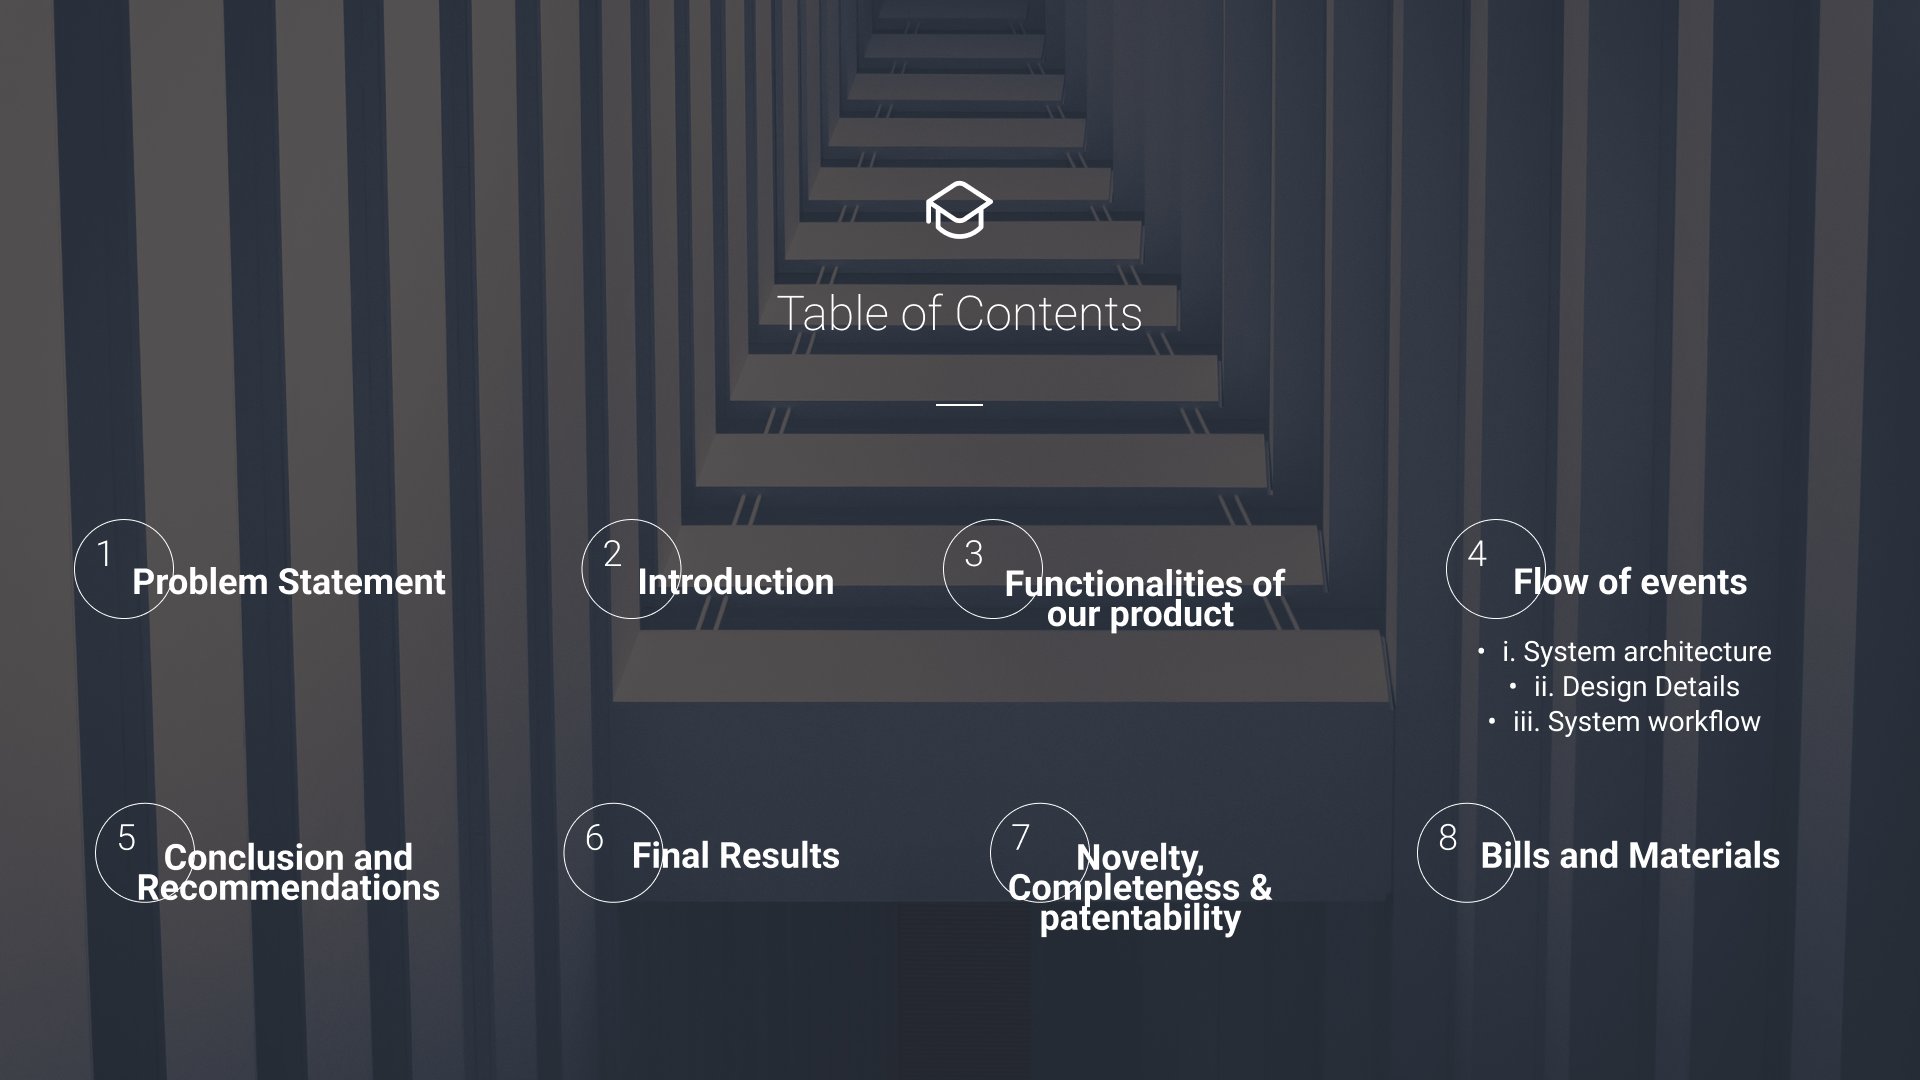 Table of Contents
1
Problem Statement
2
Introduction
3
Functionalities of
our product
4
Flow of events
• i. System architecture
• ii. Design Details
• iii. System workflow
5
Conclusion and
Recommendations
6
Final Results
7
Novelty,
Completeness &
patentability
8
Bills and Materials